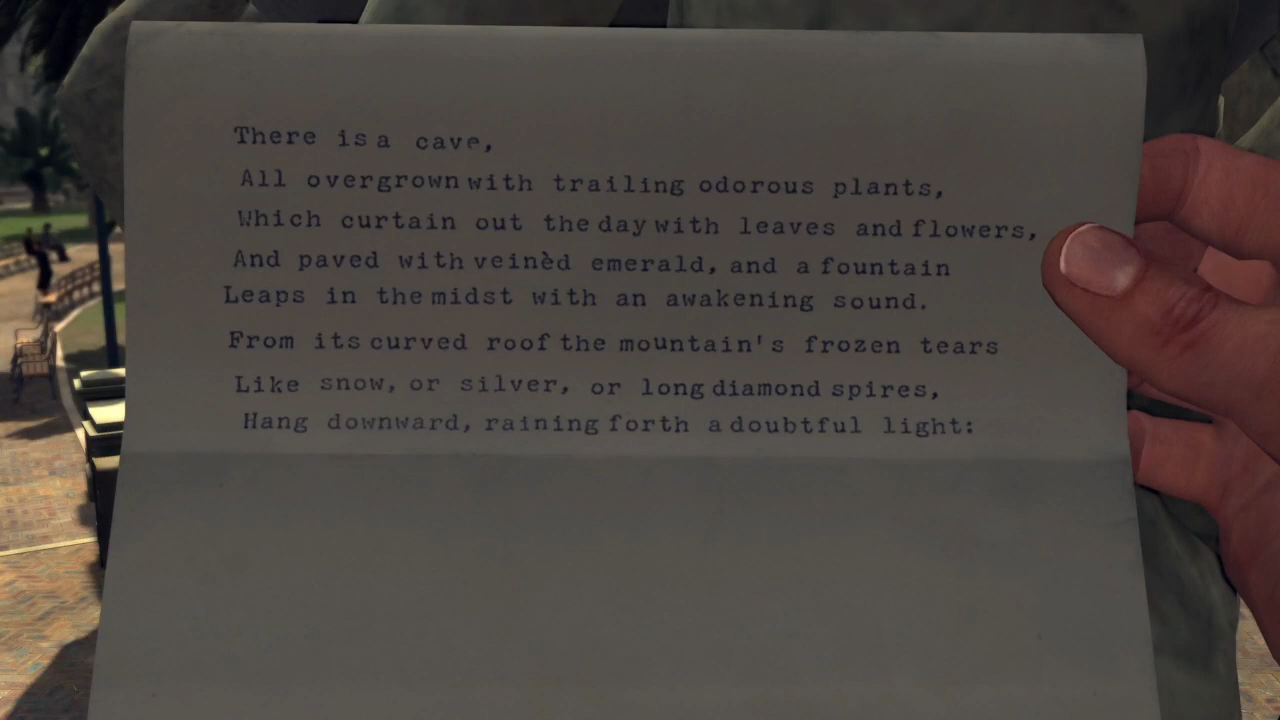 There is a cave,
All overgrown with trailing odorous plants,
Which curtain out the day with leaves and flowers,
And paved with veinèd emerald, and a fountain
Leaps in the midst with an awakening sound.
From its curved roof the mountain's frozen tears
Like snow, or silver, or long diamond spires,
Hang downward, raining forth a doubtful light: